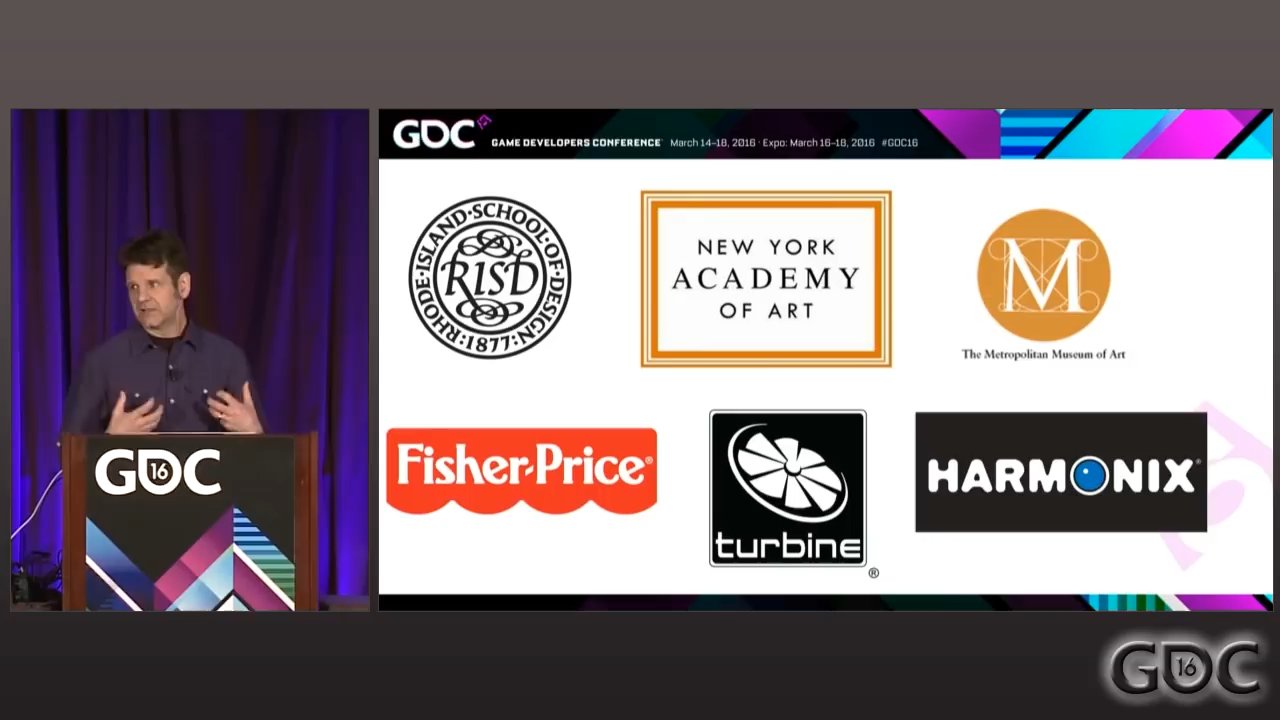 GDC
GAME DEVELOPERS CONFERENCE March 14–18, 2016 · Expo: March 16–18, 2016 #GDC16
RHODE·ISLAND·SCHOOL·OF·DESIGN
RISD
:1877:
NEW YORK
ACADEMY
OF ART
M
The Metropolitan Museum of Art
Fisher-Price®
turbine
®
HARMONIX®
GDC
16
GDC
16